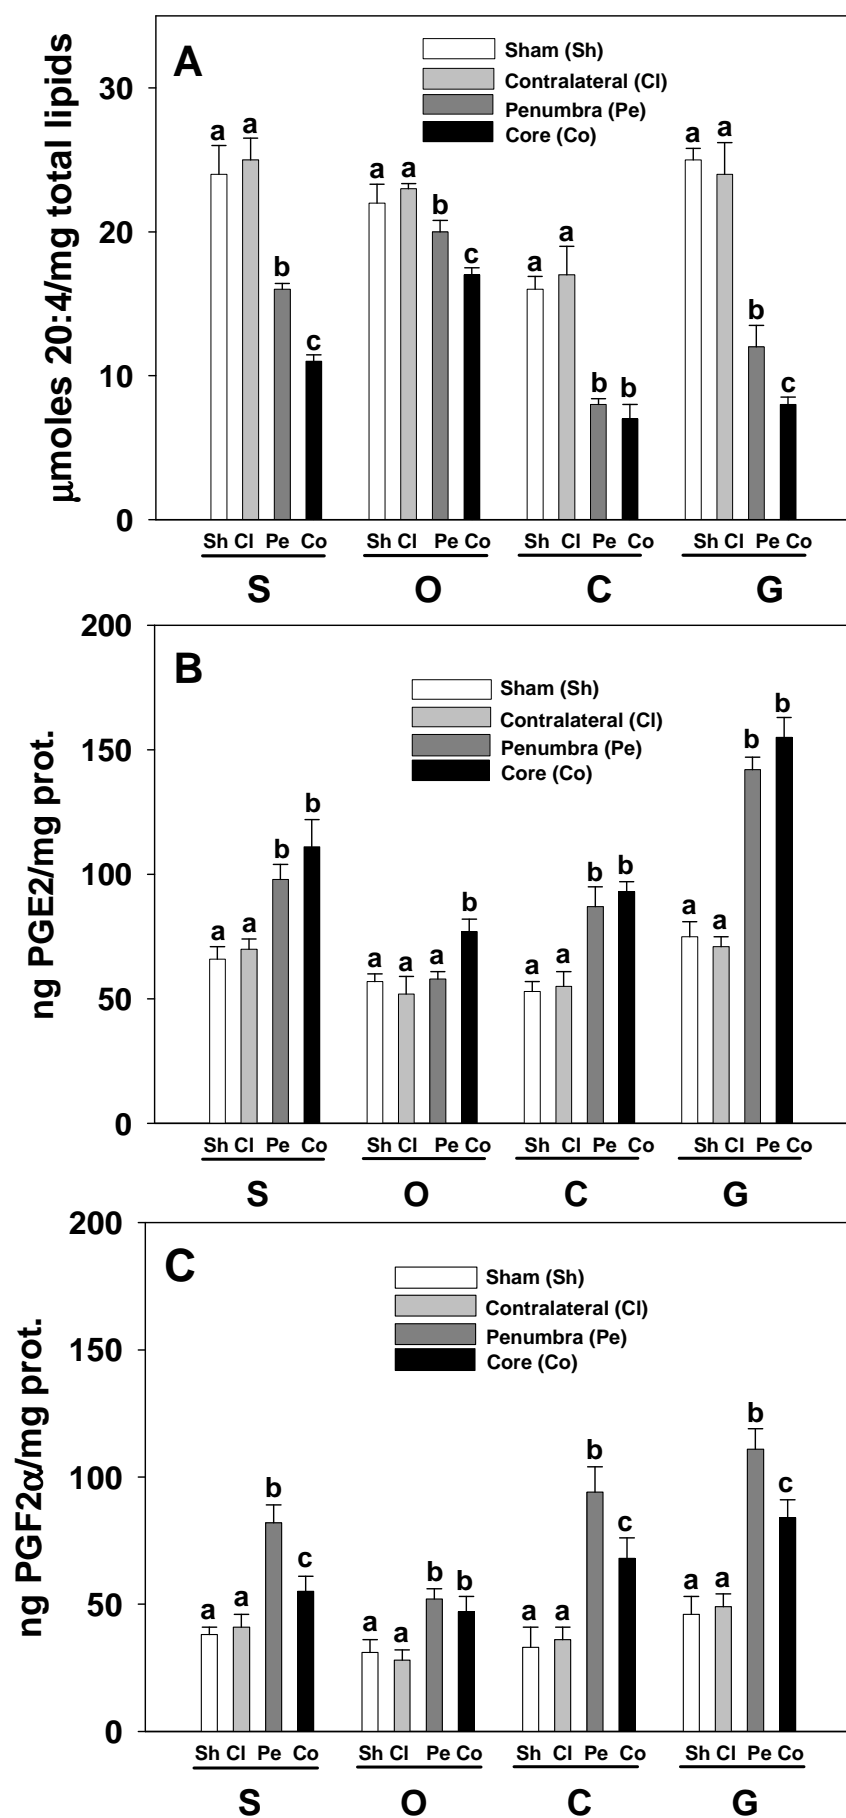 A
Sham (Sh)
Contralateral (Cl)
Penumbra (Pe)
Core (Co)
μmoles 20:4/mg total lipids
30
20
10
0
a a b c
a a b c
a a b b
a a b c
Sh Cl Pe Co
Sh Cl Pe Co
Sh Cl Pe Co
Sh Cl Pe Co
S O C G
B
Sham (Sh)
Contralateral (Cl)
Penumbra (Pe)
Core (Co)
ng PGE2/mg prot.
200
150
100
50
0
a a b b
a a a b
a a b b
a a b b
Sh Cl Pe Co
Sh Cl Pe Co
Sh Cl Pe Co
Sh Cl Pe Co
S O C G
C
Sham (Sh)
Contralateral (Cl)
Penumbra (Pe)
Core (Co)
ng PGF2α/mg prot.
200
150
100
50
0
a a b c
a a b b
a a b c
a a b c
Sh Cl Pe Co
Sh Cl Pe Co
Sh Cl Pe Co
Sh Cl Pe Co
S O C G